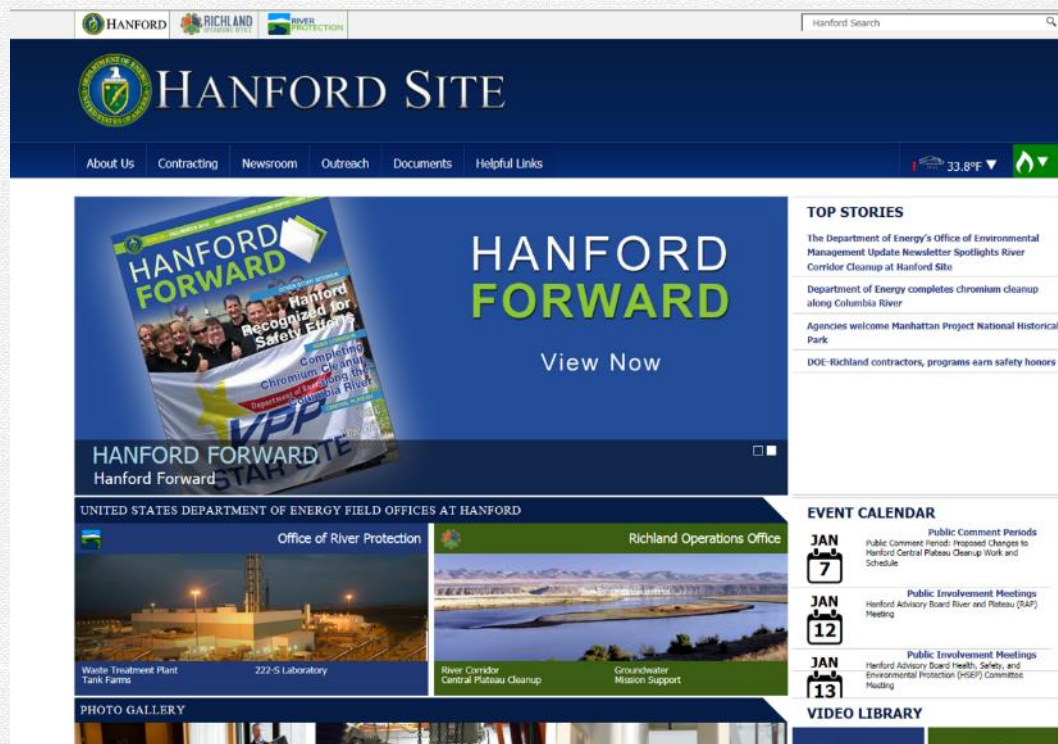 HANFORD
RICHLAND
OPERATIONS OFFICE
RIVER
PROTECTION
Hanford Search
HANFORD SITE
About Us
Contracting
Newsroom
Outreach
Documents
Helpful Links
33.8°F
HANFORD
FORWARD
Hanford
Recognized for
Safety Efforts
Completing
Chromium Cleanup
along the
Columbia River
Department of Energy
VPP
STAR SITE
HANFORD
FORWARD
View Now
HANFORD FORWARD
Hanford Forward
TOP STORIES
The Department of Energy's Office of Environmental
Management Update Newsletter Spotlights River
Corridor Cleanup at Hanford Site
Department of Energy completes chromium cleanup
along Columbia River
Agencies welcome Manhattan Project National Historical
Park
DOE-Richland contractors, programs earn safety honors
UNITED STATES DEPARTMENT OF ENERGY FIELD OFFICES AT HANFORD
Office of River Protection
Waste Treatment Plant
222-S Laboratory
Tank Farms
Richland Operations Office
River Corridor
Groundwater
Central Plateau Cleanup
Mission Support
EVENT CALENDAR
JAN
7
Public Comment Periods
Public Comment Period: Proposed Changes to
Hanford Central Plateau Cleanup Work and
Schedule
JAN
12
Public Involvement Meetings
Hanford Advisory Board River and Plateau (RAP)
Meeting
JAN
13
Public Involvement Meetings
Hanford Advisory Board Health, Safety, and
Environmental Protection (HSEP) Committee
Meeting
PHOTO GALLERY
VIDEO LIBRARY